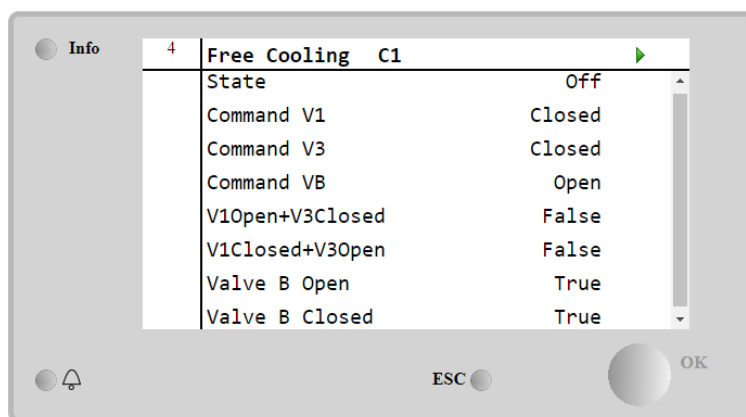 Info
4 Free Cooling C1
State Off
Command V1 Closed
Command V3 Closed
Command VB Open
V1Open+V3Closed False
V1Closed+V3Open False
Valve B Open True
Valve B Closed True
ESC
OK